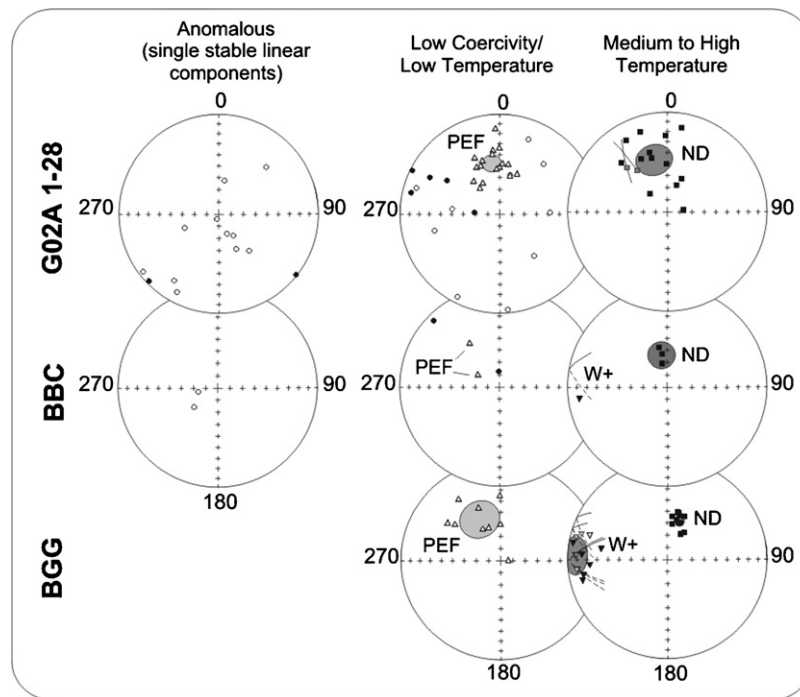 Anomalous
(single stable linear
components)
Low Coercivity/
Low Temperature
Medium to High
Temperature
0
0
0
G02A 1-28
270
90
PEF
270
90
ND
BBC
270
90
180
PEF
270
W+
ND
90
BGG
PEF
270
180
W+
ND
90
180